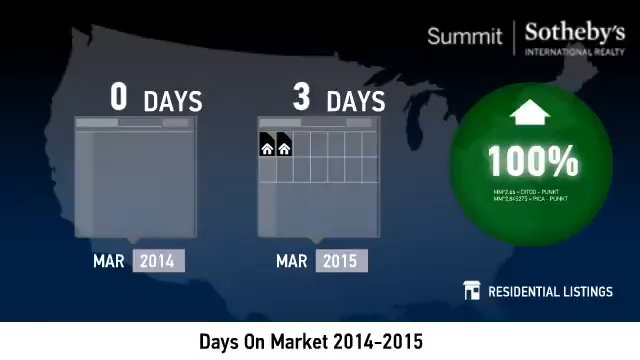 Summit
Sotheby's
INTERNATIONAL REALTY
0 DAYS
3 DAYS
100%
MAR 2014
MAR 2015
RESIDENTIAL LISTINGS
Days On Market 2014-2015